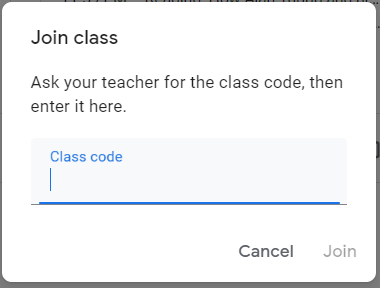 Join class
Ask your teacher for the class code, then
enter it here.
Class code
Cancel Join